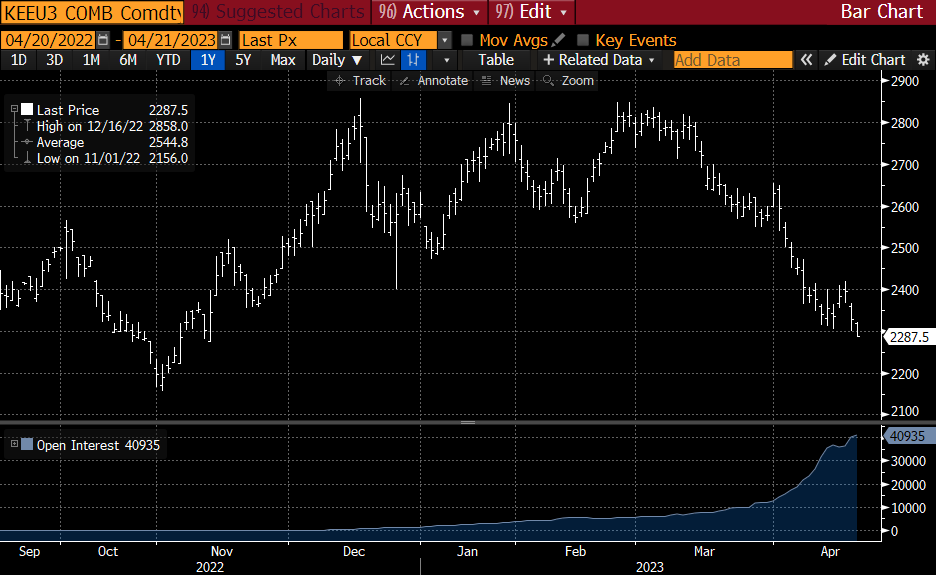 KEEU3 COMB Comdty 94) Suggested Charts 96) Actions 97) Edit Bar Chart
04/20/2022 - 04/21/2023 Last Px Local CCY Mov Avgs Key Events
1D 3D 1M 6M YTD 1Y 5Y Max Daily ▼ Table + Related Data Add Data « Edit Chart
Track Annotate News Zoom
Last Price 2287.5
High on 12/16/22 2858.0
Average 2544.8
Low on 11/01/22 2156.0
2900
2800
2700
2600
2500
2400
2287.5
2200
2100
Open Interest 40935
40935
30000
20000
10000
0
Sep Oct Nov Dec Jan Feb Mar Apr
2022 2023